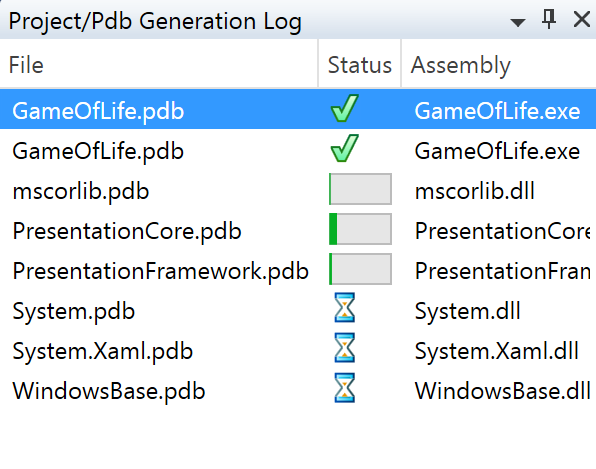 Project/Pdb Generation Log
File Status Assembly
GameOfLife.pdb GameOfLife.exe
GameOfLife.pdb GameOfLife.exe
mscorlib.pdb mscorlib.dll
PresentationCore.pdb PresentationCore
PresentationFramework.pdb PresentationFran
System.pdb System.dll
System.Xaml.pdb System.Xaml.dll
WindowsBase.pdb WindowsBase.dll